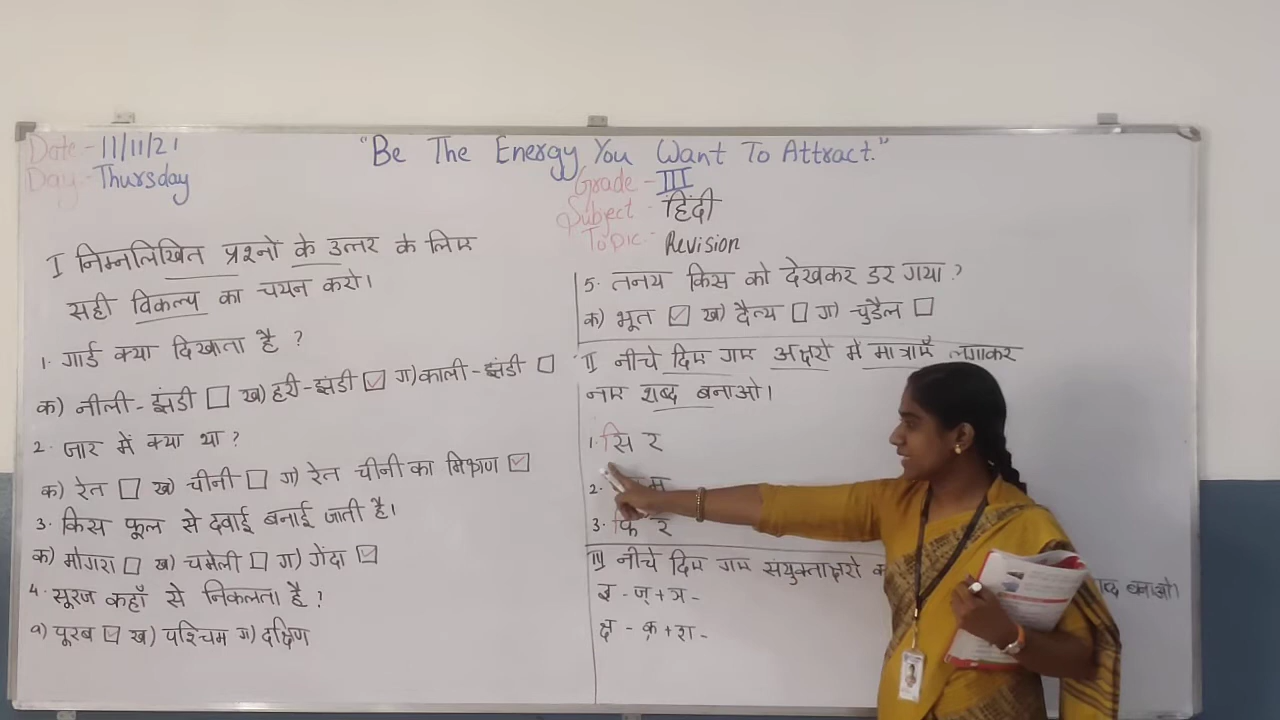 Date - 11/11/21
Day - Thursday
"Be The Energy You Want To Attract."
Grade - III
Subject - हिंदी
Topic - Revision
I निम्नलिखित प्रश्नों के उत्तर के लिए
सही विकल्प का चयन करो।
1. गार्ड क्या दिखाता है ?
क) नीली - झंडी ☐ ख) हरी - झंडी ☑ ग) काली - झंडी ☐
2. जार में क्या था ?
क) रेत ☐ ख) चीनी ☐ ग) रेत चीनी का मिश्रण ☑
3. किस फूल से दवाई बनाई जाती है।
क) मोगरा ☐ ख) चमेली ☐ ग) गेंदा ☑
4. सूरज कहाँ से निकलता है ?
क) पूरब ☑ ख) पश्चिम ग) दक्षिण
5. तनय किस को देखकर डर गया ?
क) भूत ☑ ख) दैत्य ☐ ग) चुडैल ☐
II नीचे दिए गए अक्षरो में मात्राएँ लगाकर
नए शब्द बनाओ।
1. सि र
2. म
3. फि र
III नीचे दिए गए संयुक्ताक्षरो बनाओ।
ज्ञ - ज् + ञ -
क्ष - क + श -